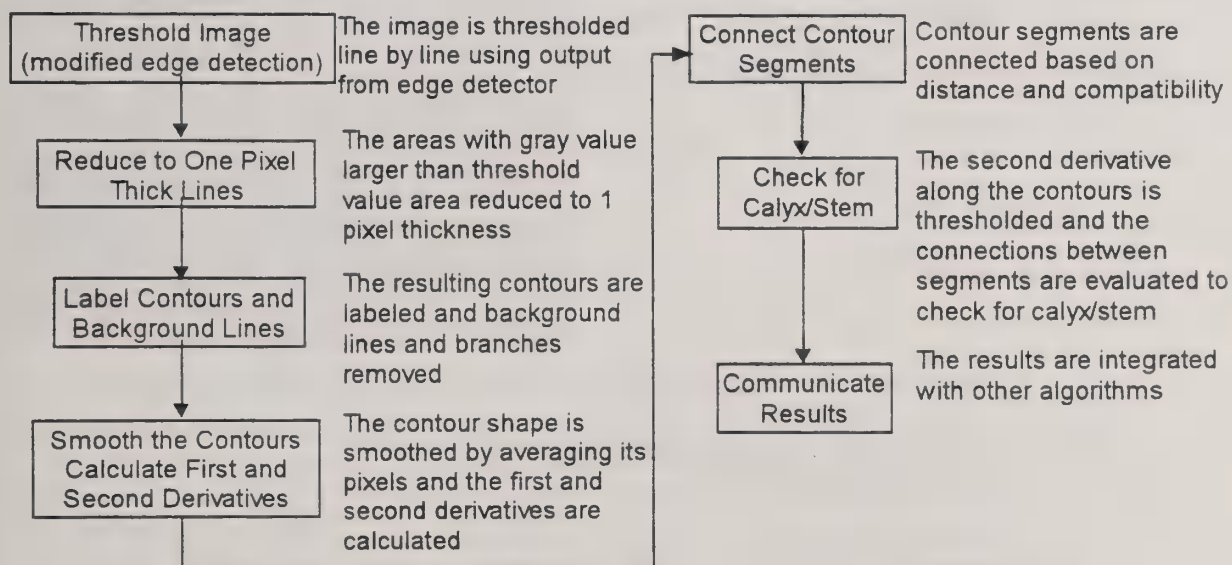 Threshold Image
(modified edge detection)
The image is thresholded
line by line using output
from edge detector
Reduce to One Pixel
Thick Lines
The areas with gray value
larger than threshold
value area reduced to 1
pixel thickness
Label Contours and
Background Lines
The resulting contours are
labeled and background
lines and branches
removed
Smooth the Contours
Calculate First and
Second Derivatives
The contour shape is
smoothed by averaging its
pixels and the first and
second derivatives are
calculated
Connect Contour
Segments
Contour segments are
connected based on
distance and compatibility
Check for
Calyx/Stem
The second derivative
along the contours is
thresholded and the
connections between
segments are evaluated to
check for calyx/stem
Communicate
Results
The results are integrated
with other algorithms